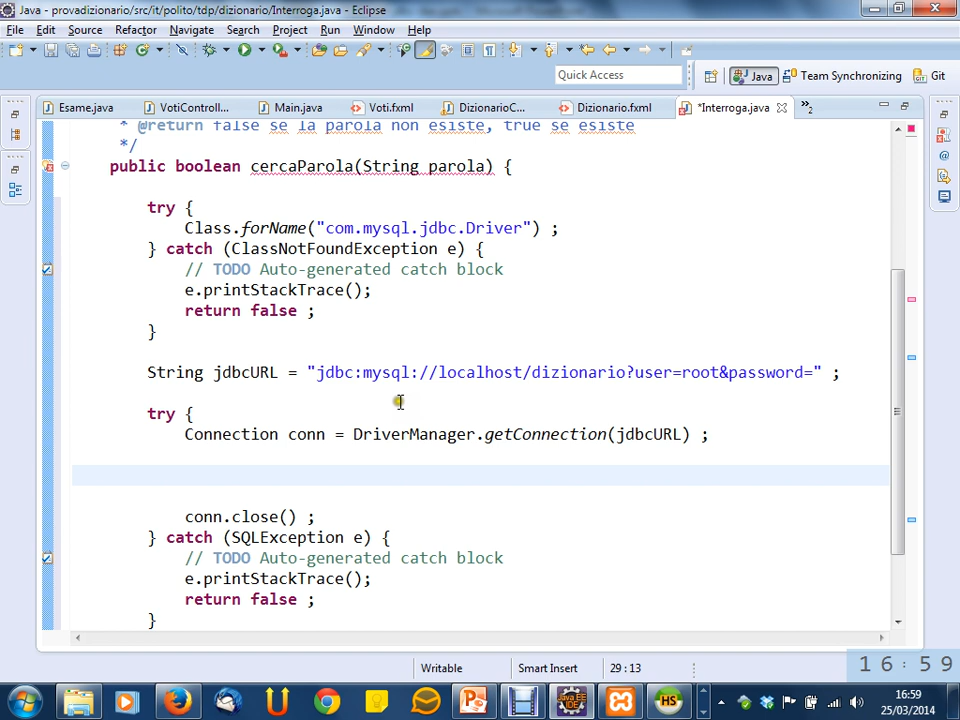 Java - provadizionario/src/it/polito/tdp/dizionario/Interroga.java - Eclipse
File Edit Source Refactor Navigate Search Project Run Window Help
Quick Access
Java Team Synchronizing Git
Esame.java VotiControll... Main.java Voti.fxml DizionarioC... Dizionario.fxml *Interroga.java »2
* @return false se la parola non esiste, true se esiste
*/
public boolean cercaParola(String parola) {
try {
Class.forName("com.mysql.jdbc.Driver") ;
} catch (ClassNotFoundException e) {
// TODO Auto-generated catch block
e.printStackTrace();
return false ;
}
String jdbcURL = "jdbc:mysql://localhost/dizionario?user=root&password=" ;
try {
Connection conn = DriverManager.getConnection(jdbcURL) ;
conn.close() ;
} catch (SQLException e) {
// TODO Auto-generated catch block
e.printStackTrace();
return false ;
}
Writable Smart Insert 29 : 13
16:59
16:59
25/03/2014